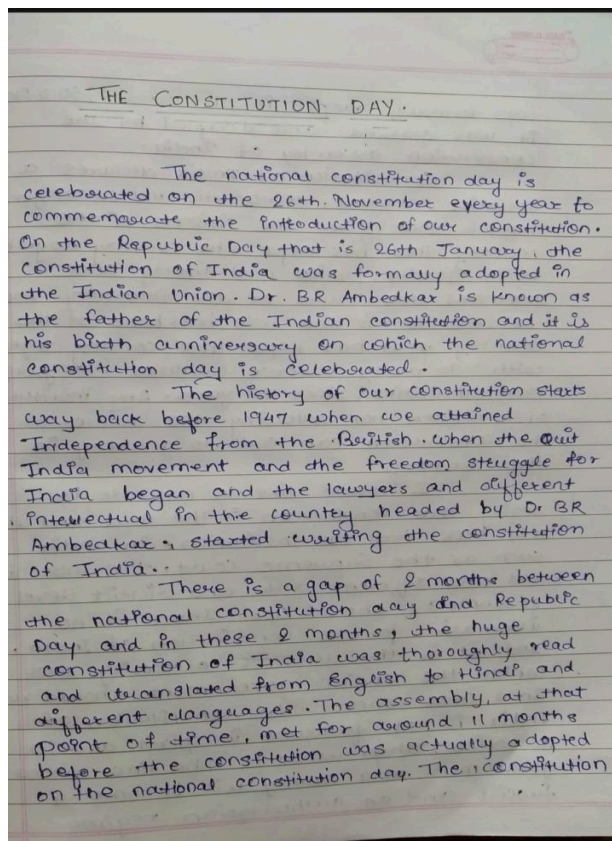 THE CONSTITUTION DAY.
The national constitution day is
celebrated on the 26th. November every year to
commemorate the introduction of our constitution.
On the Republic Day that is 26th January, the
constitution of India was formally adopted in
the Indian Union. Dr. BR Ambedkar is known as
the father of the Indian constitution and it is
his birth anniversary on which the national
constitution day is celebrated.
The history of our constitution starts
way back before 1947 when we attained
Independence from the British. when the Quit
India movement and the freedom struggle for
India began and the lawyers and different
intellectual in the country headed by Dr BR
Ambedkar, started writing the constitution
of India..
There is a gap of 2 months between
the national constitution day and Republic
Day and in these 2 months, the huge
constitution of India was thoroughly read
and translated from English to Hindi and
different languages. The assembly, at that
point of time, met for around 11 months
before the constitution was actually adopted
on the national constitution day. The constitution